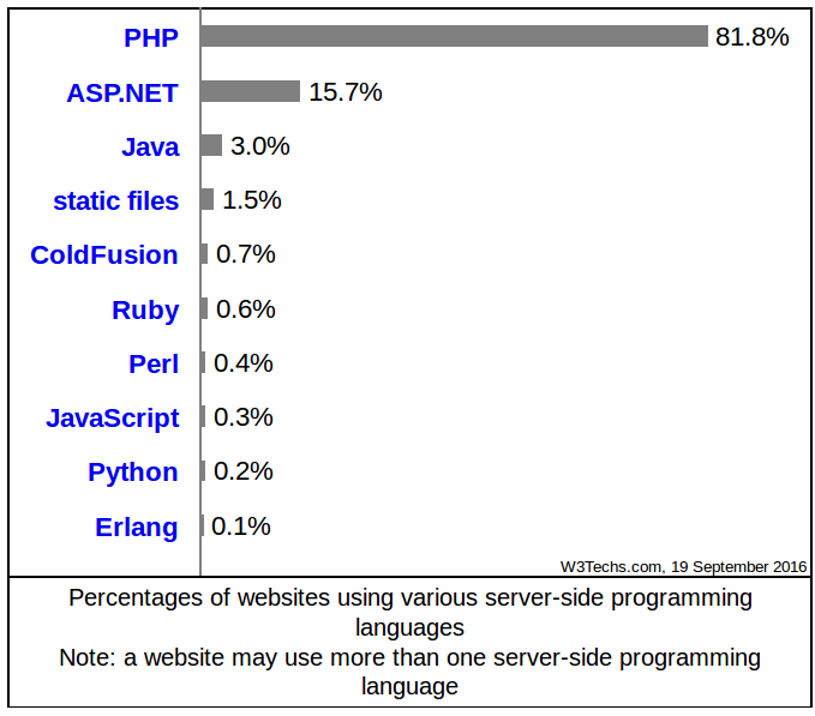 PHP 81.8%
ASP.NET 15.7%
Java 3.0%
static files 1.5%
ColdFusion 0.7%
Ruby 0.6%
Perl 0.4%
JavaScript 0.3%
Python 0.2%
Erlang 0.1%
W3Techs.com, 19 September 2016
Percentages of websites using various server-side programming
languages
Note: a website may use more than one server-side programming
language